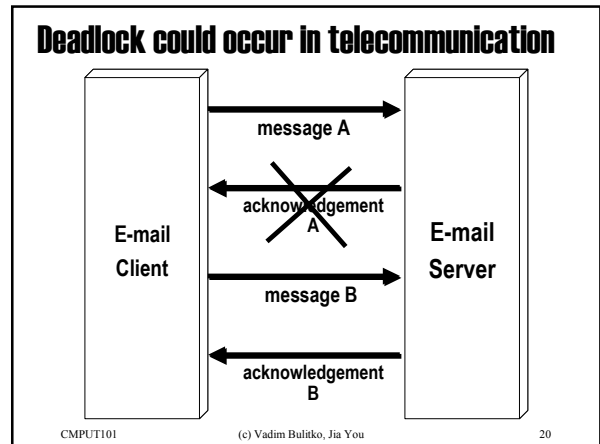 Deadlock could occur in telecommunication
message A
acknowledgement
A
E-mail
Client
E-mail
Server
message B
acknowledgement
B
CMPUT101
(c) Vadim Bulitko, Jia You
20